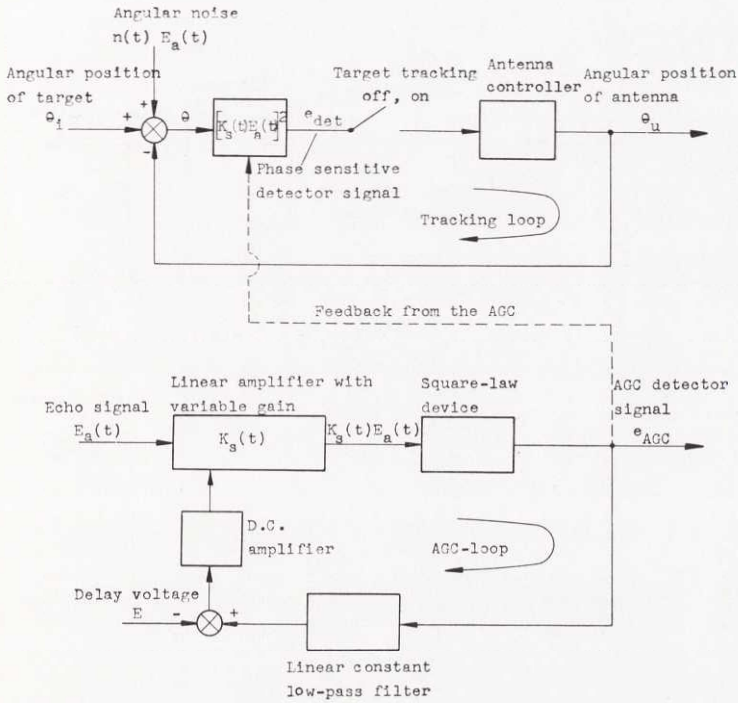 Angular noise
n(t) E_a(t)
Angular position
of target
θ_i
+
+
-
θ
[K_s(t)E_a(t)]^2
e_det
Target tracking
off, on
Antenna
controller
Angular position
of antenna
θ_u
Phase sensitive
detector signal
Tracking loop
Feedback from the AGC
Linear amplifier with
variable gain
Square-law
device
AGC detector
signal
e_AGC
Echo signal
E_a(t)
K_s(t)
K_s(t)E_a(t)
D.C.
amplifier
AGC-loop
Delay voltage
E
-
+
Linear constant
low-pass filter